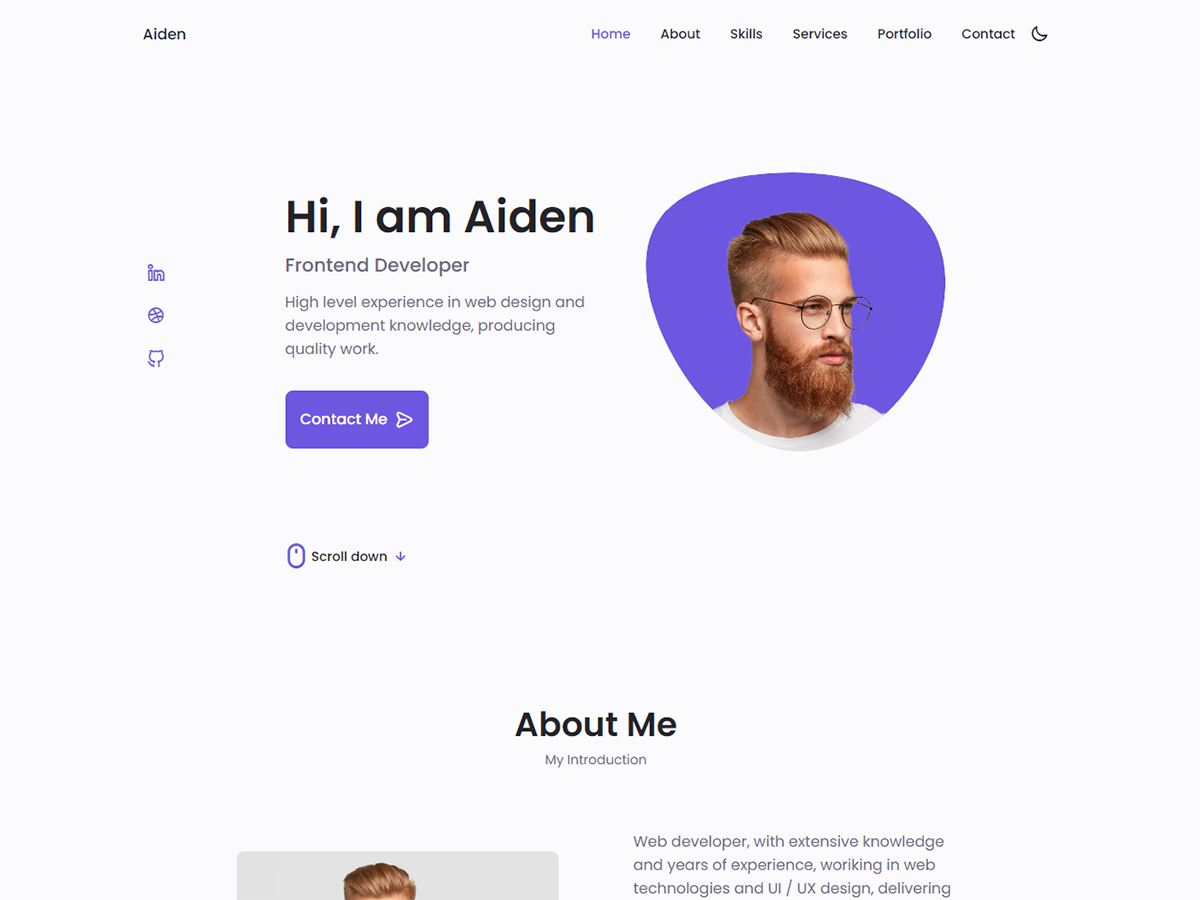 Aiden
Home About Skills Services Portfolio Contact
Hi, I am Aiden
Frontend Developer
High level experience in web design and
development knowledge, producing
quality work.
Contact Me
Scroll down
About Me
My Introduction
Web developer, with extensive knowledge
and years of experience, woriking in web
technologies and UI / UX design, delivering